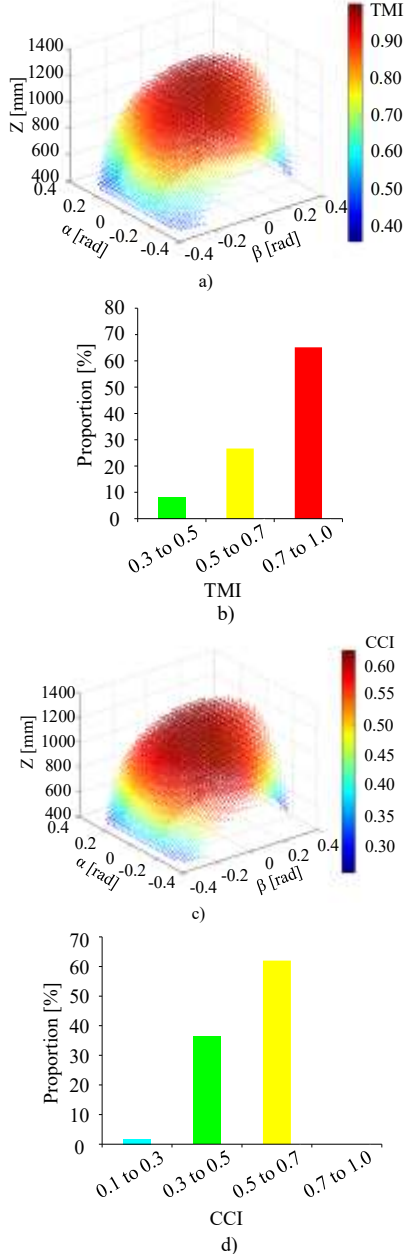 TMI
1400
1200
1000
800
600
400
Z [mm]
0.90
0.80
0.70
0.60
0.50
0.40
0.4
0.2
0
-0.2
-0.4
α [rad]
-0.4
-0.2
0
0.2
0.4
β [rad]
a)
80
70
60
50
40
30
20
10
0
Proportion [%]
0.3 to 0.5
0.5 to 0.7
0.7 to 1.0
TMI
b)
CCI
1400
1200
1000
800
600
400
Z [mm]
0.60
0.55
0.50
0.45
0.40
0.35
0.30
0.4
0.2
0
-0.2
-0.4
α [rad]
-0.4
-0.2
0
0.2
0.4
β [rad]
c)
70
60
50
40
30
20
10
0
Proportion [%]
0.1 to 0.3
0.3 to 0.5
0.5 to 0.7
0.7 to 1.0
CCI
d)